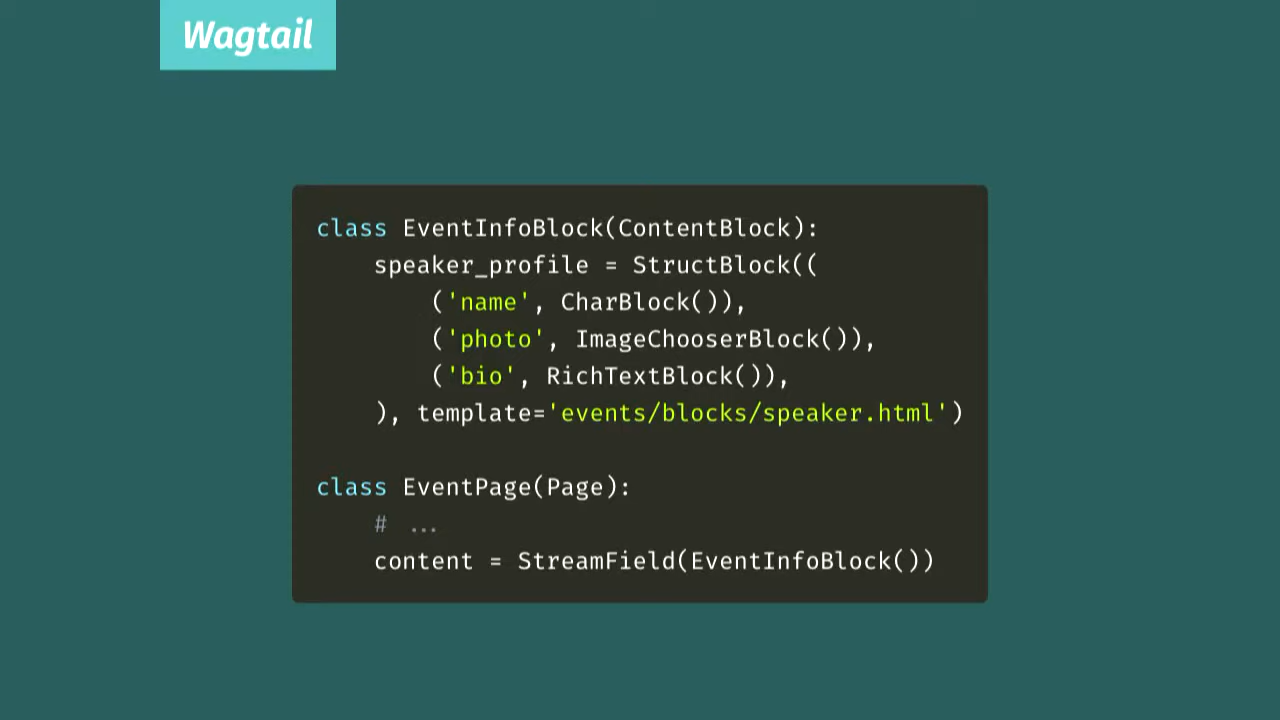 Wagtail
class EventInfoBlock(ContentBlock):
    speaker_profile = StructBlock((
        ('name', CharBlock()),
        ('photo', ImageChooserBlock()),
        ('bio', RichTextBlock()),
    ), template='events/blocks/speaker.html')

class EventPage(Page):
    # ...
    content = StreamField(EventInfoBlock())